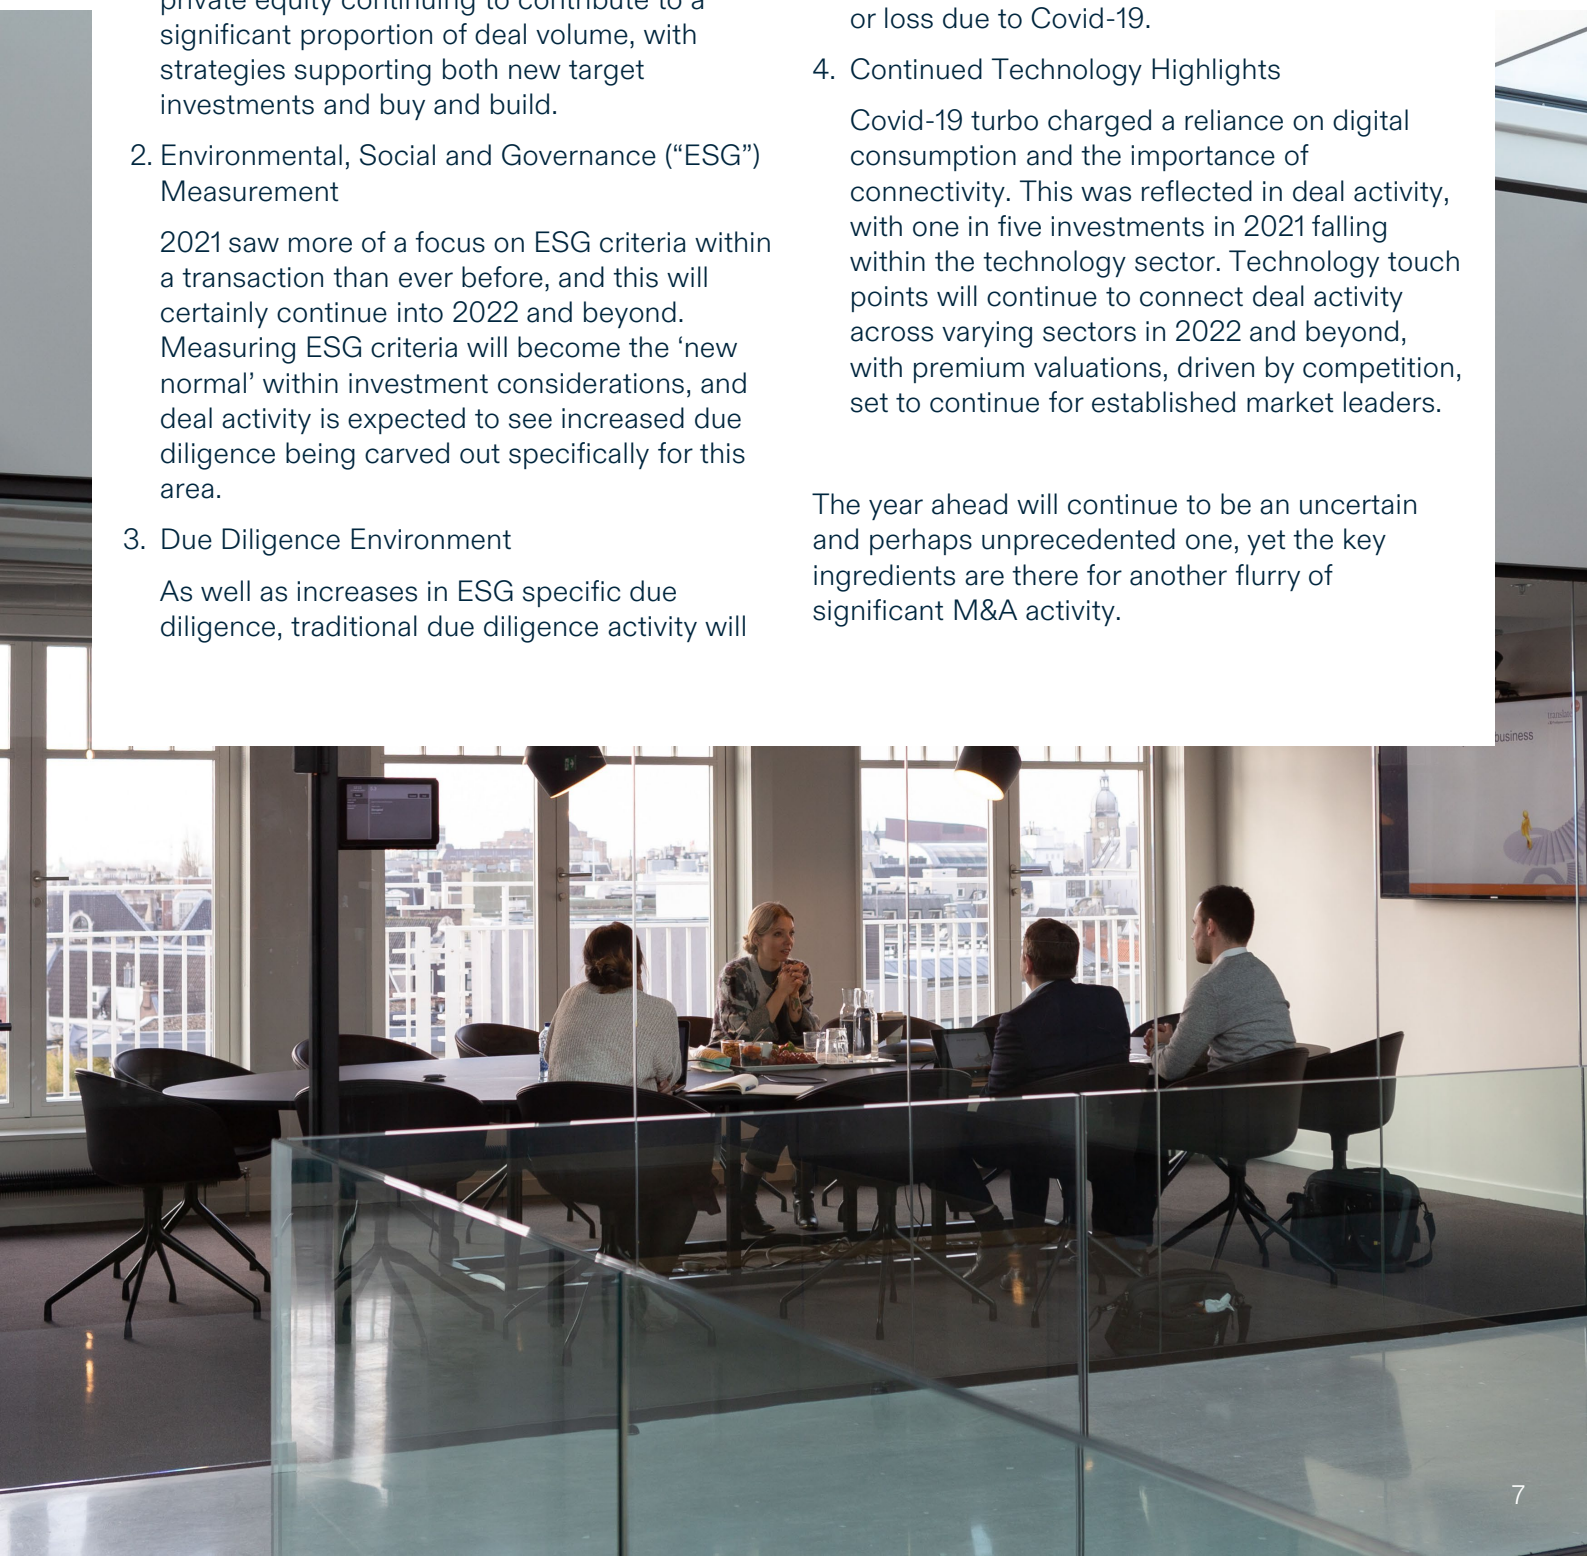 private equity continuing to contribute to a
significant proportion of deal volume, with
strategies supporting both new target
investments and buy and build.
2. Environmental, Social and Governance (“ESG”)
Measurement
2021 saw more of a focus on ESG criteria within
a transaction than ever before, and this will
certainly continue into 2022 and beyond.
Measuring ESG criteria will become the ‘new
normal’ within investment considerations, and
deal activity is expected to see increased due
diligence being carved out specifically for this
area.
3. Due Diligence Environment
As well as increases in ESG specific due
diligence, traditional due diligence activity will
or loss due to Covid-19.
4. Continued Technology Highlights
Covid-19 turbo charged a reliance on digital
consumption and the importance of
connectivity. This was reflected in deal activity,
with one in five investments in 2021 falling
within the technology sector. Technology touch
points will continue to connect deal activity
across varying sectors in 2022 and beyond,
with premium valuations, driven by competition,
set to continue for established market leaders.
The year ahead will continue to be an uncertain
and perhaps unprecedented one, yet the key
ingredients are there for another flurry of
significant M&A activity.
business
7